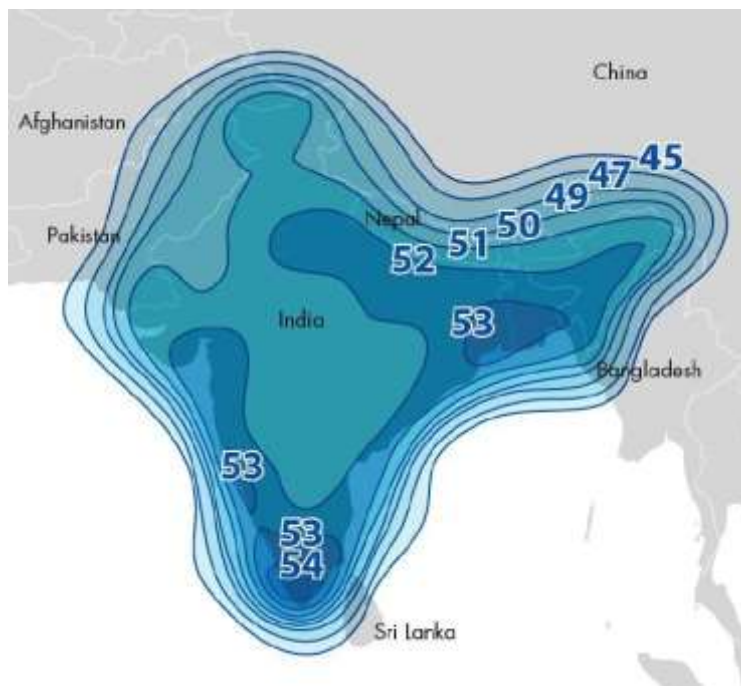 China
Afghanistan
45
47
49
Nepal
50
Pakistan
51
52
India
53
Bangladesh
53
53
54
Sri Lanka